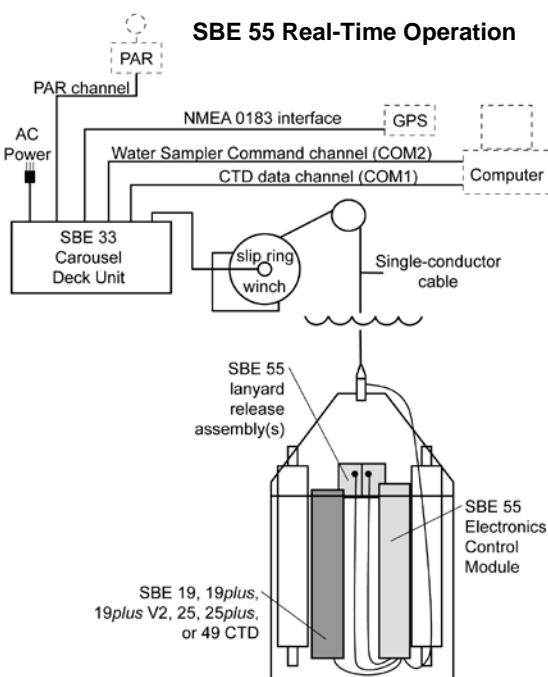 SBE 55 Real-Time Operation
PAR
PAR channel
NMEA 0183 interface
GPS
AC
Power
Water Sampler Command channel (COM2)
CTD data channel (COM1)
Computer
SBE 33
Carousel
Deck Unit
slip ring
winch
Single-conductor
cable
SBE 55
lanyard
release
assembly(s)
SBE 55
Electronics
Control
Module
SBE 19, 19plus,
19plus V2, 25, 25plus,
or 49 CTD